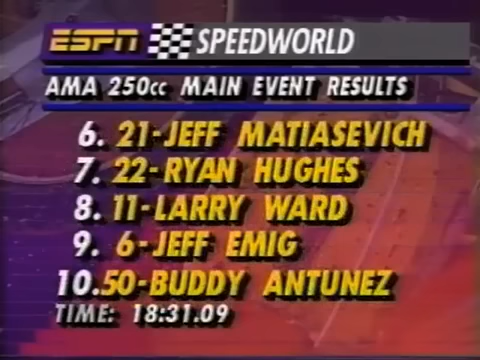 ESPN SPEEDWORLD
AMA 250cc MAIN EVENT RESULTS
6. 21-JEFF MATIASEVICH
7. 22-RYAN HUGHES
8. 11-LARRY WARD
9. 6-JEFF EMIG
10.50-BUDDY ANTUNEZ
TIME: 18:31.09